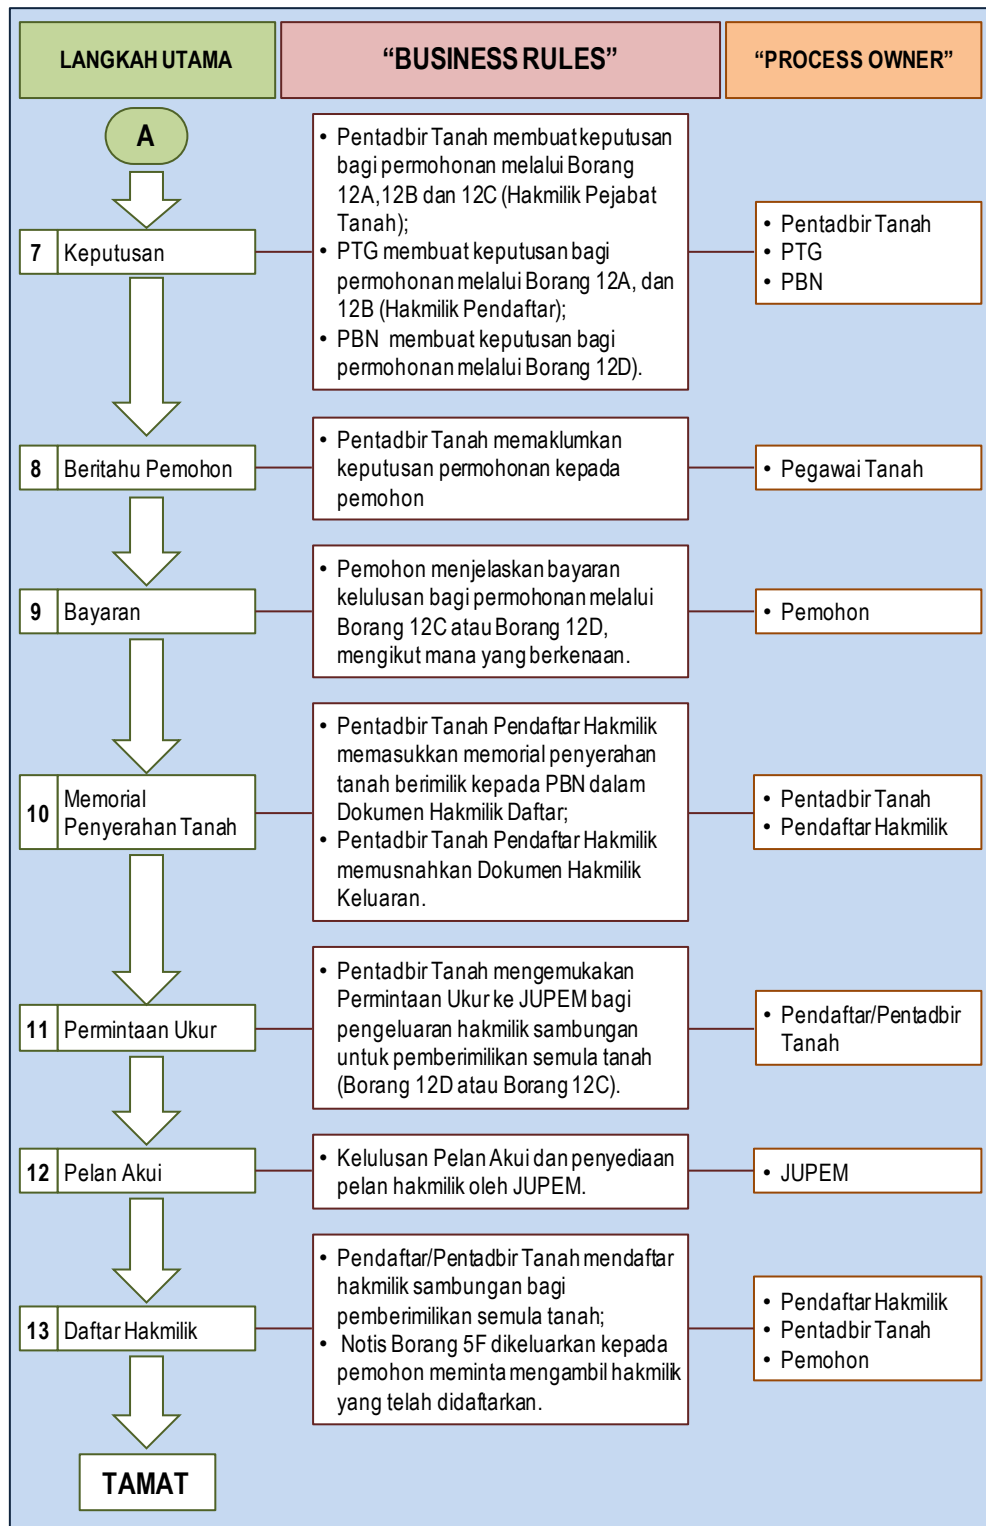 LANGKAH UTAMA
“BUSINESS RULES”
“PROCESS OWNER”
A
7 Keputusan
• Pentadbir Tanah membuat keputusan
bagi permohonan melalui Borang
12A,12B dan 12C (Hakmilik Pejabat
Tanah);
• PTG membuat keputusan bagi
permohonan melalui Borang 12A, dan
12B (Hakmilik Pendaftar);
• PBN membuat keputusan bagi
permohonan melalui Borang 12D).
• Pentadbir Tanah
• PTG
• PBN
8 Beritahu Pemohon
• Pentadbir Tanah memaklumkan
keputusan permohonan kepada
pemohon
• Pegawai Tanah
9 Bayaran
• Pemohon menjelaskan bayaran
kelulusan bagi permohonan melalui
Borang 12C atau Borang 12D,
mengikut mana yang berkenaan.
• Pemohon
10 Memorial
Penyerahan Tanah
• Pentadbir Tanah Pendaftar Hakmilik
memasukkan memorial penyerahan
tanah berimilik kepada PBN dalam
Dokumen Hakmilik Daftar;
• Pentadbir Tanah Pendaftar Hakmilik
memusnahkan Dokumen Hakmilik
Keluaran.
• Pentadbir Tanah
• Pendaftar Hakmilik
11 Permintaan Ukur
• Pentadbir Tanah mengemukakan
Permintaan Ukur ke JUPEM bagi
pengeluaran hakmilik sambungan
untuk pemberimilikan semula tanah
(Borang 12D atau Borang 12C).
• Pendaftar/Pentadbir
Tanah
12 Pelan Akui
• Kelulusan Pelan Akui dan penyediaan
pelan hakmilik oleh JUPEM.
• JUPEM
13 Daftar Hakmilik
• Pendaftar/Pentadbir Tanah mendaftar
hakmilik sambungan bagi
pemberimilikan semula tanah;
• Notis Borang 5F dikeluarkan kepada
pemohon meminta mengambil hakmilik
yang telah didaftarkan.
• Pendaftar Hakmilik
• Pentadbir Tanah
• Pemohon
TAMAT